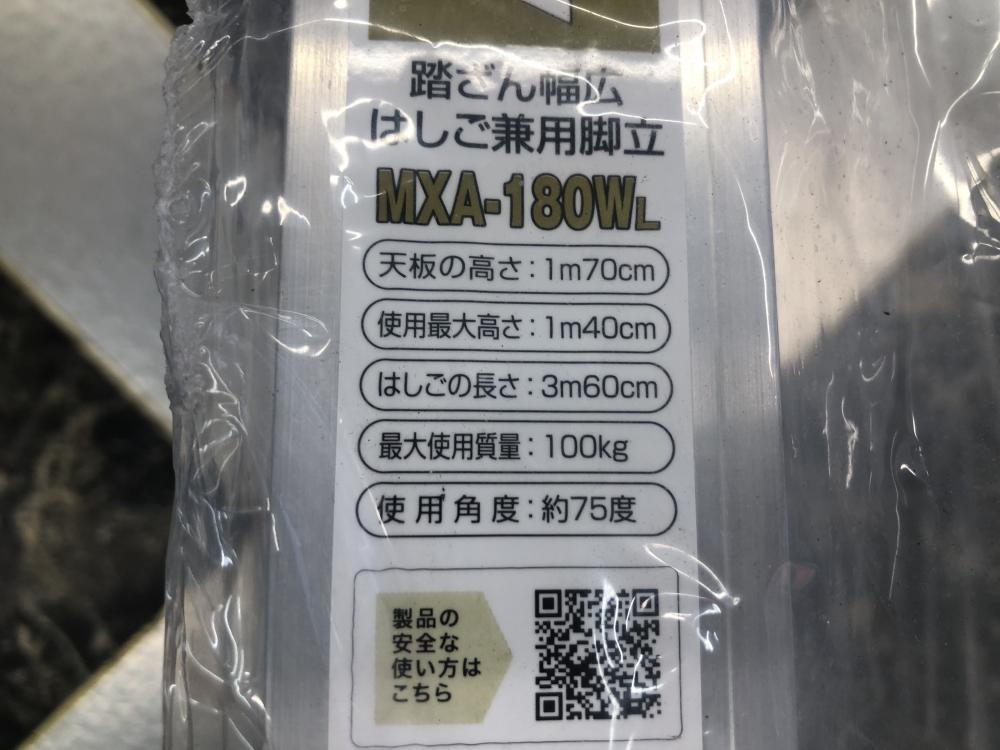 踏ざん幅広
はしご兼用脚立
MXA-180WL
天板の高さ：1m70cm
使用最大高さ：1m40cm
はしごの長さ：3m60cm
最大使用質量：100kg
使用角度：約75度
製品の
安全な
使い方は
こちら